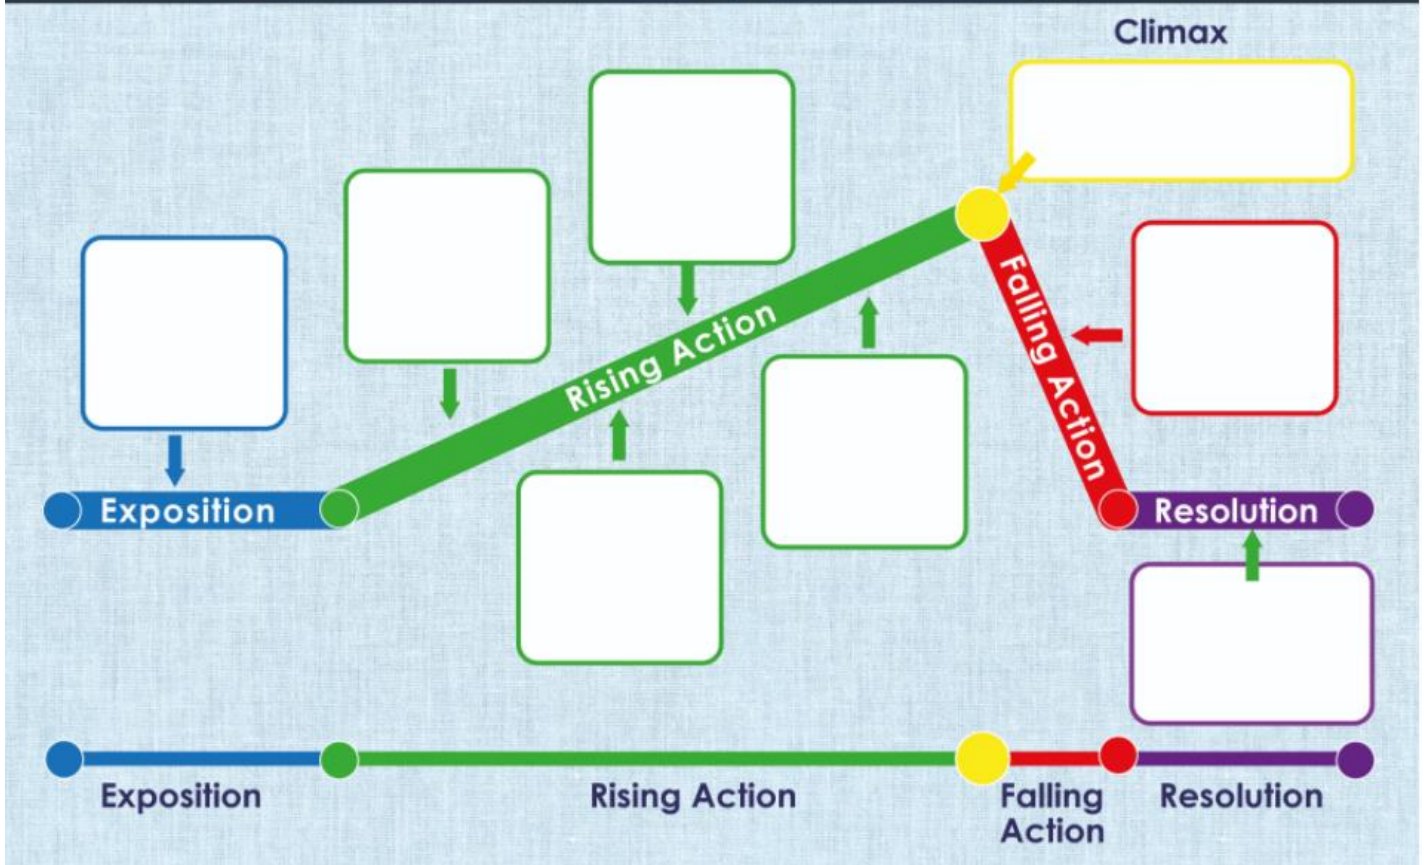 Climax
Rising Action
Falling Action
Exposition
Resolution
Exposition
Rising Action
Falling
Action
Resolution